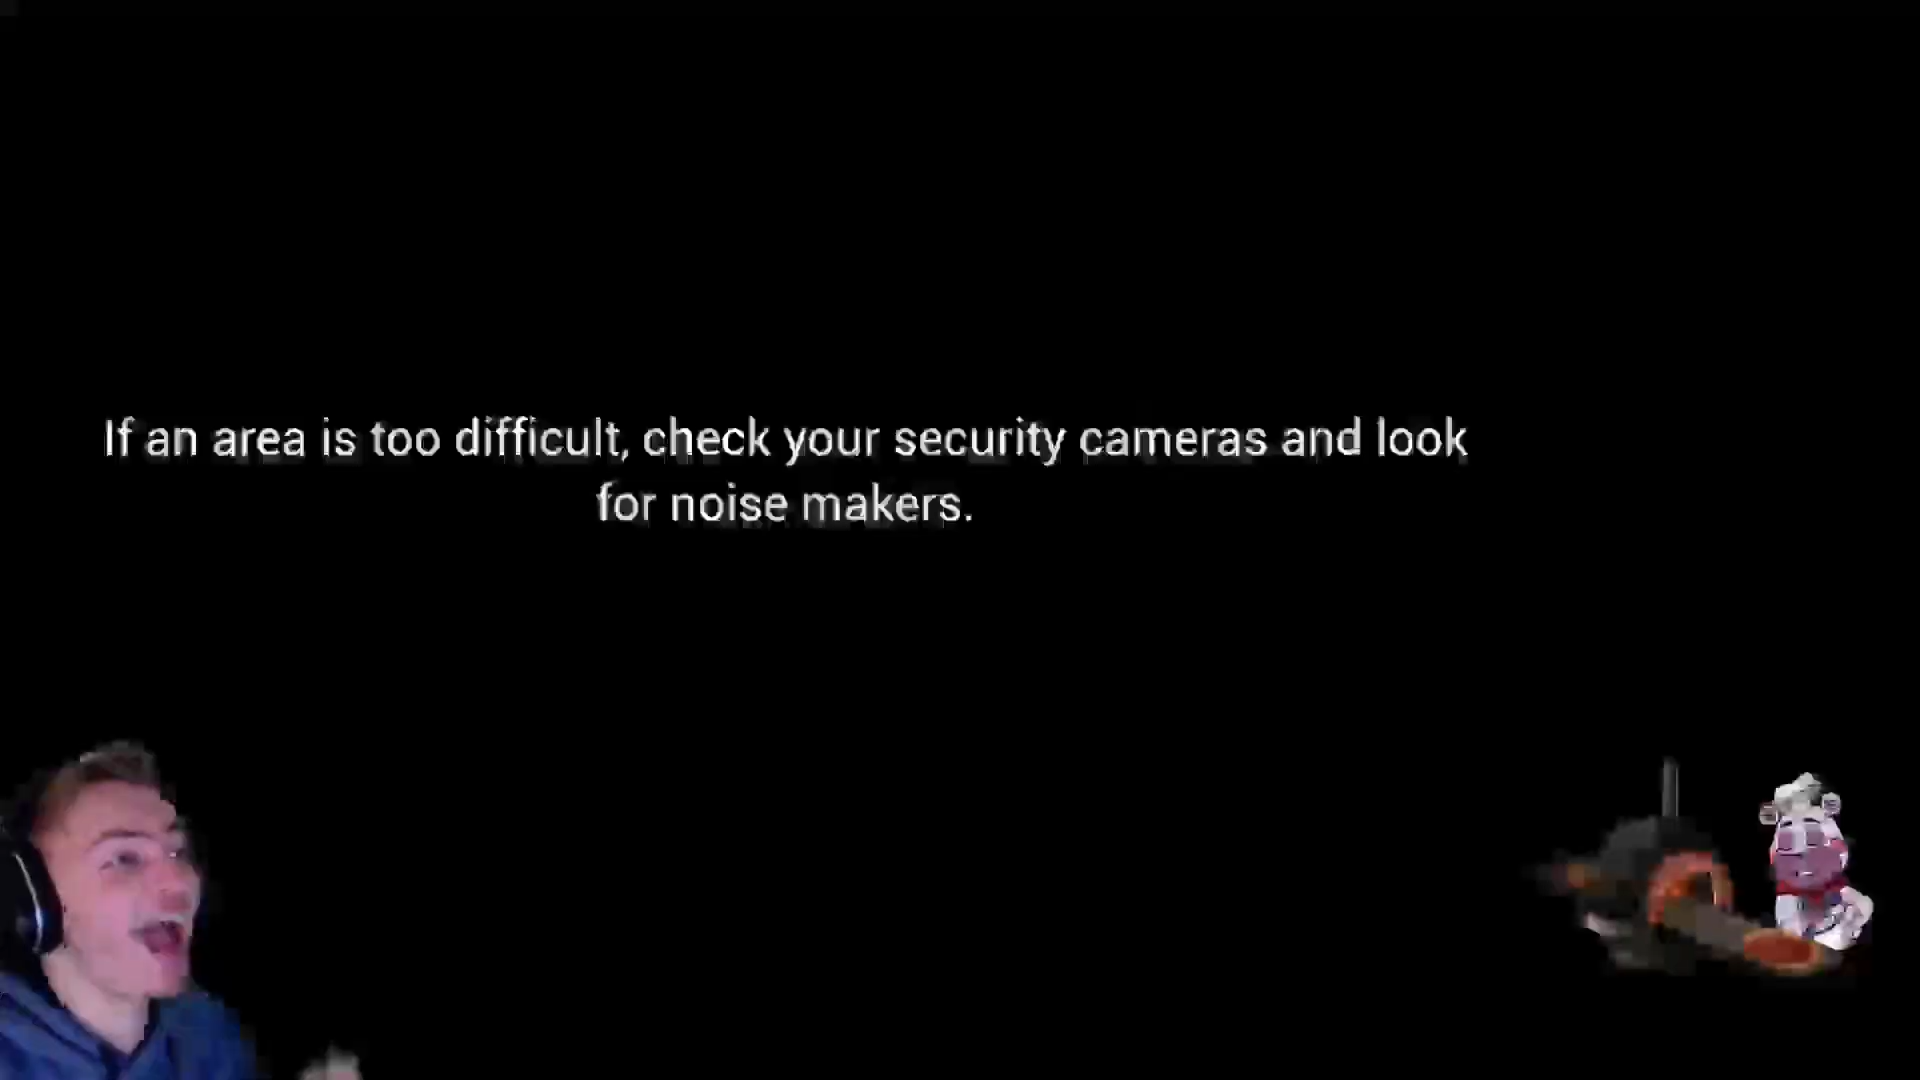 If an area is too difficult, check your security cameras and look
for noise makers.